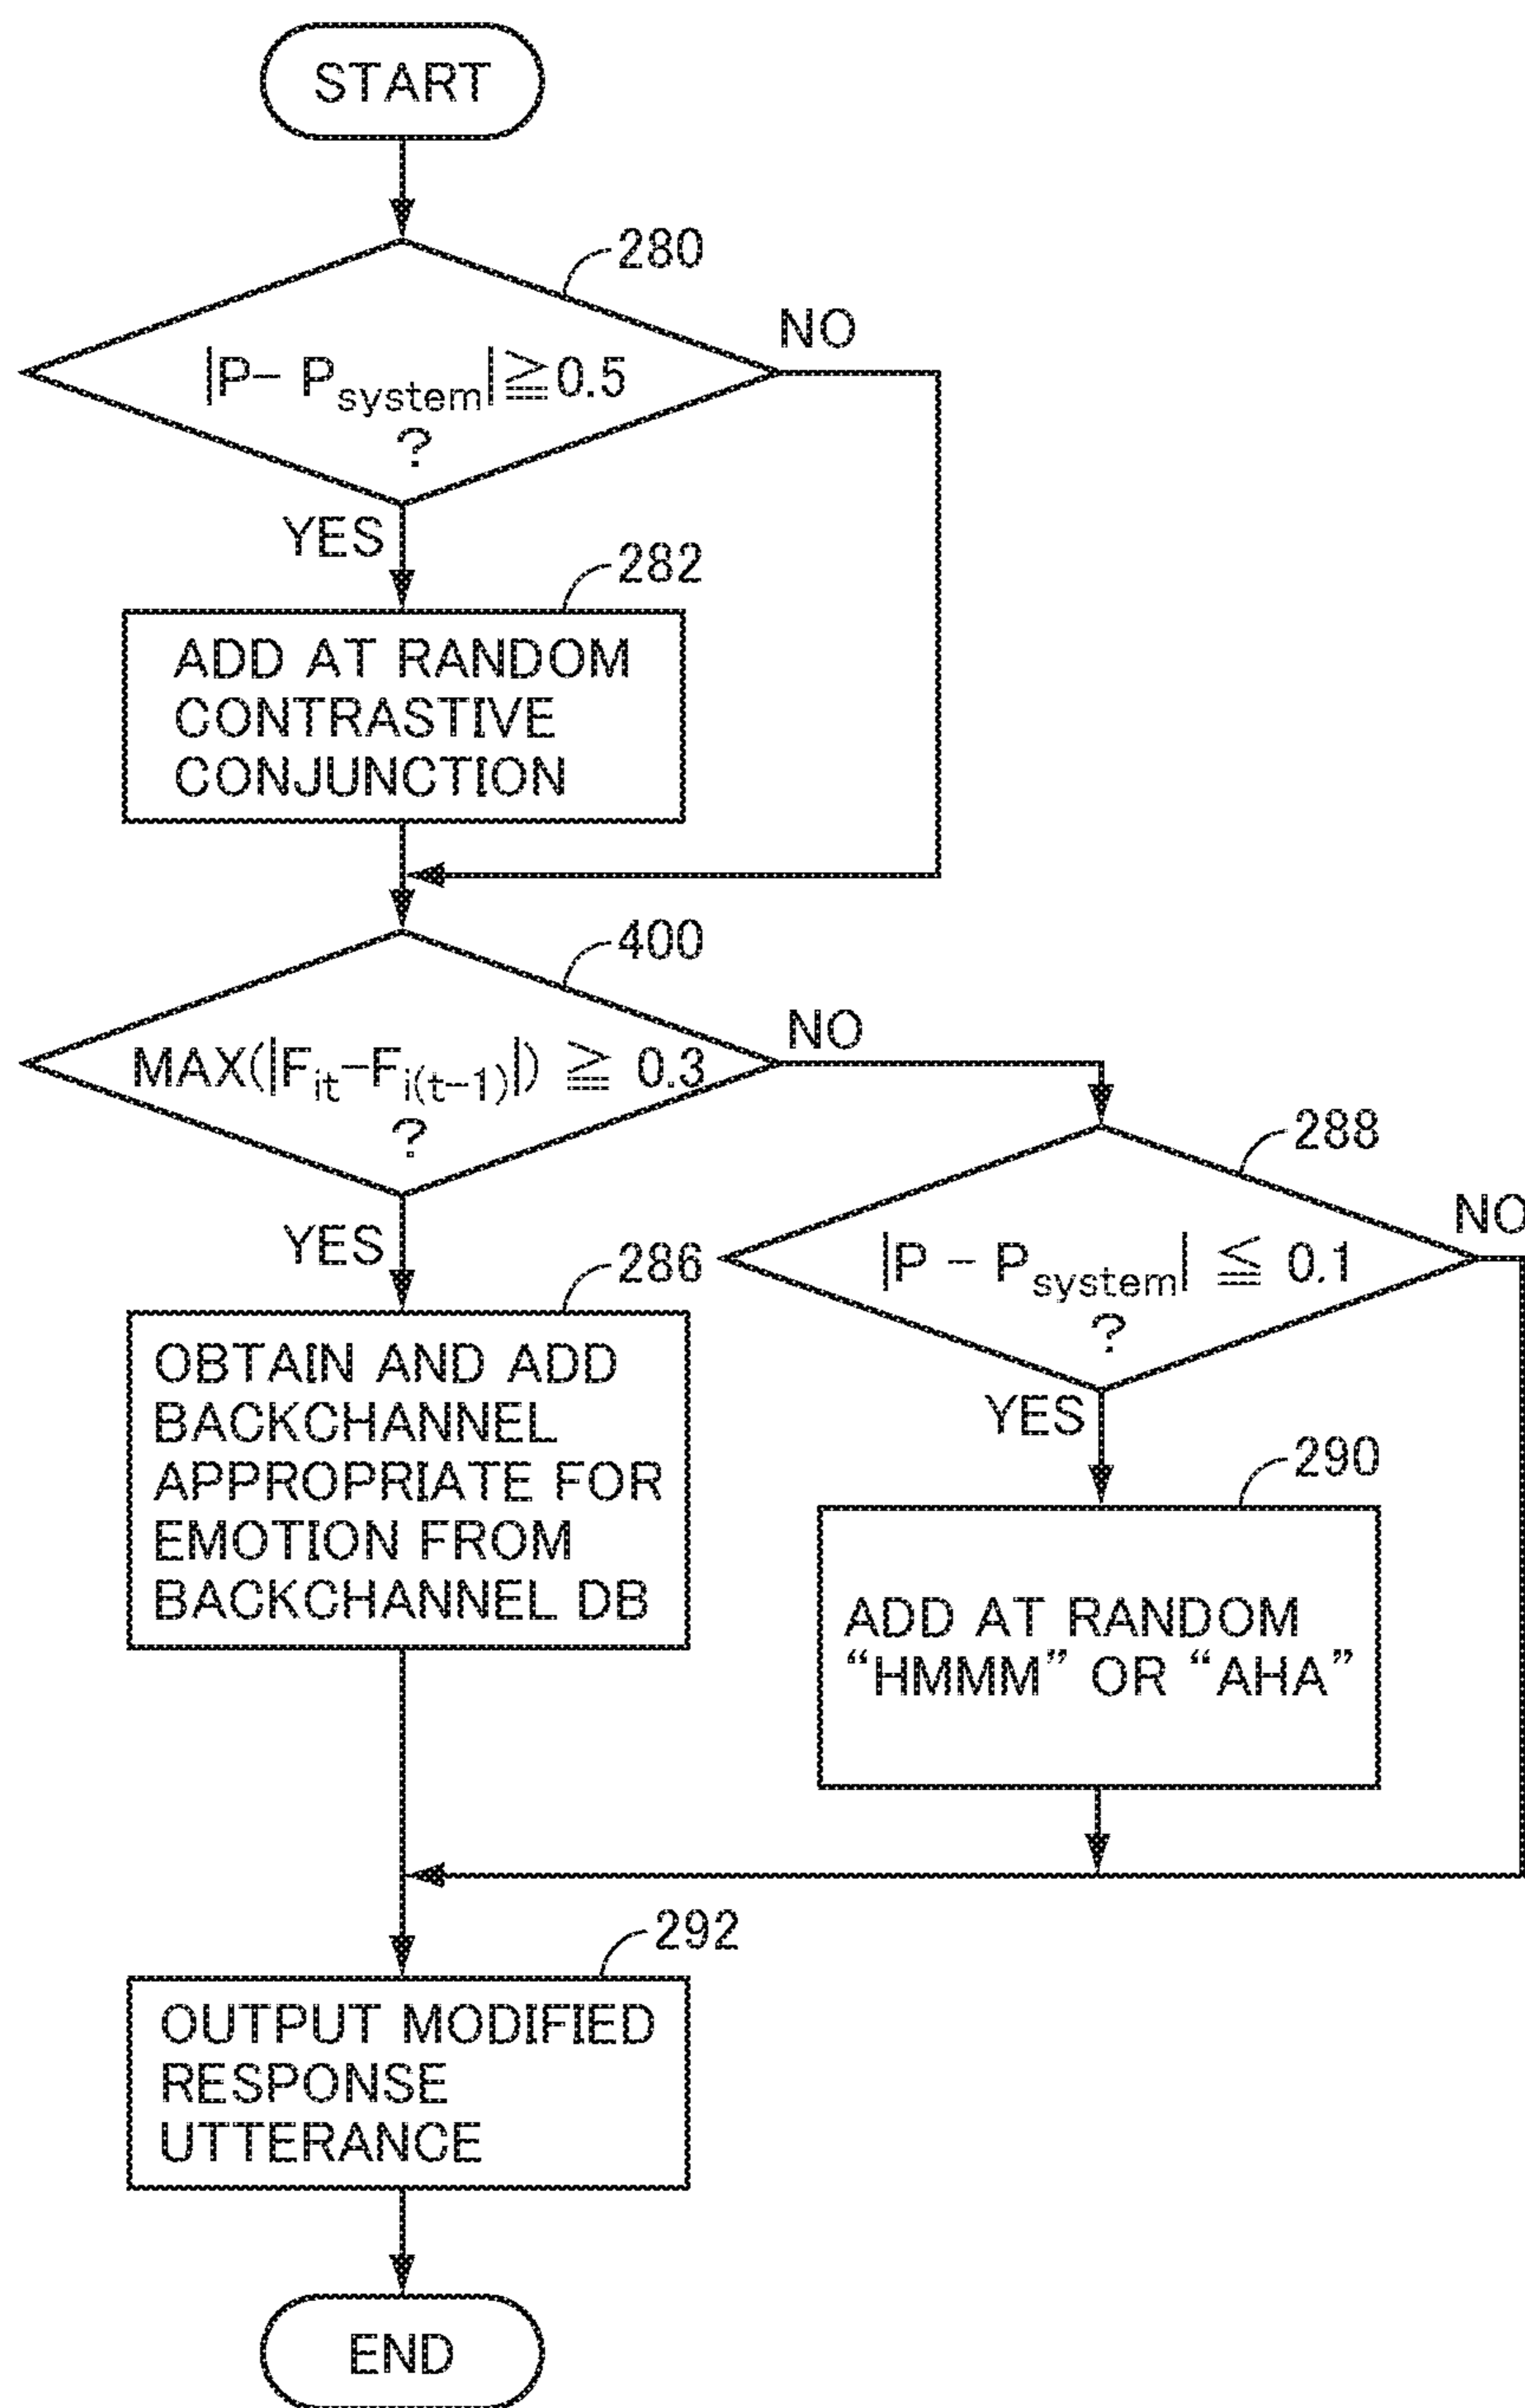 START
280
NO
|P− P_system|≧0.5
?
YES
282
ADD AT RANDOM
CONTRASTIVE
CONJUNCTION
400
NO
MAX(|F_it−F_i(t−1)|) ≧ 0.3
?
YES
288
NO
|P − P_system| ≦ 0.1
?
YES
286
OBTAIN AND ADD
BACKCHANNEL
APPROPRIATE FOR
EMOTION FROM
BACKCHANNEL DB
290
ADD AT RANDOM
“HMMM” OR “AHA”
292
OUTPUT MODIFIED
RESPONSE
UTTERANCE
END